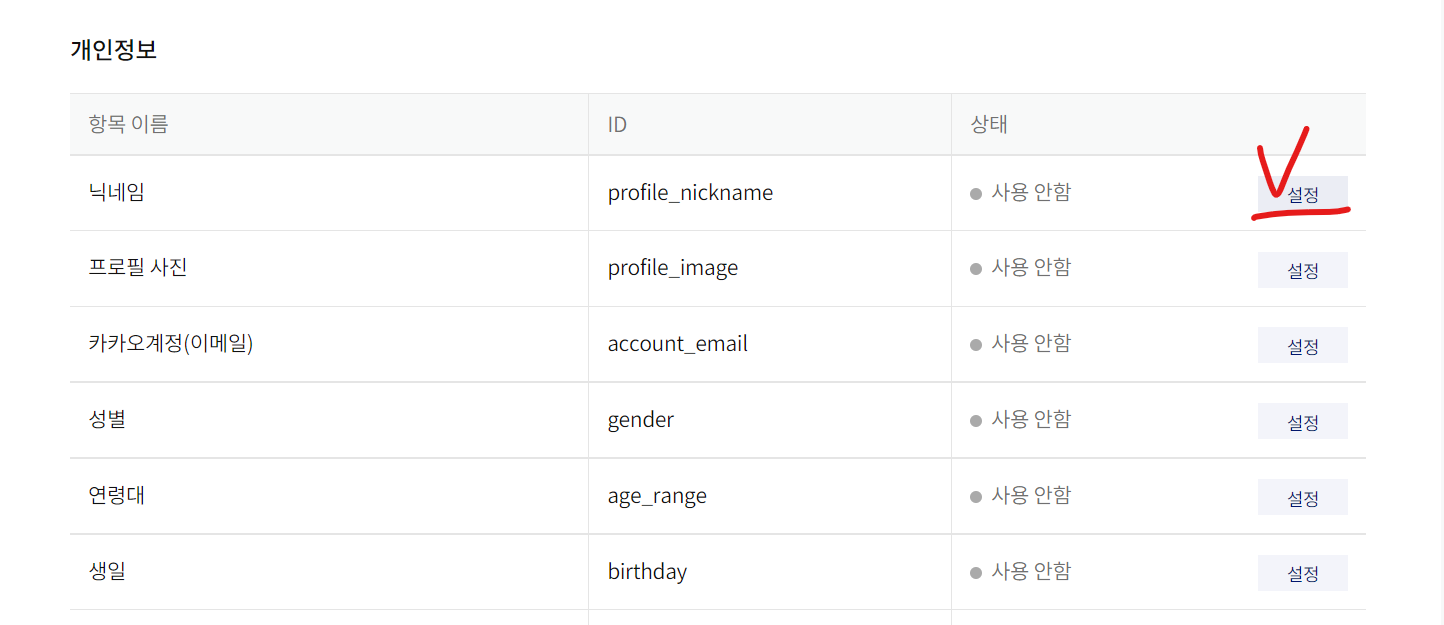 개인정보
항목 이름 ID 상태
닉네임 profile_nickname 사용 안함 설정
프로필 사진 profile_image 사용 안함 설정
카카오계정(이메일) account_email 사용 안함 설정
성별 gender 사용 안함 설정
연령대 age_range 사용 안함 설정
생일 birthday 사용 안함 설정